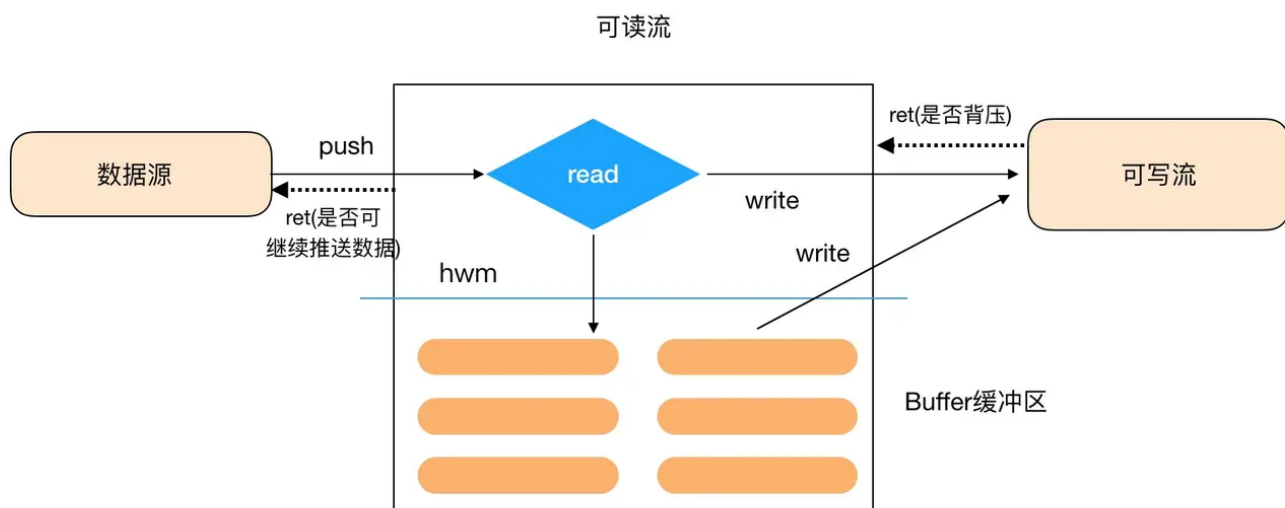 可读流
ret(是否背压)
push
数据源
read
可写流
write
ret(是否可
继续推送数据)
write
hwm
Buffer缓冲区